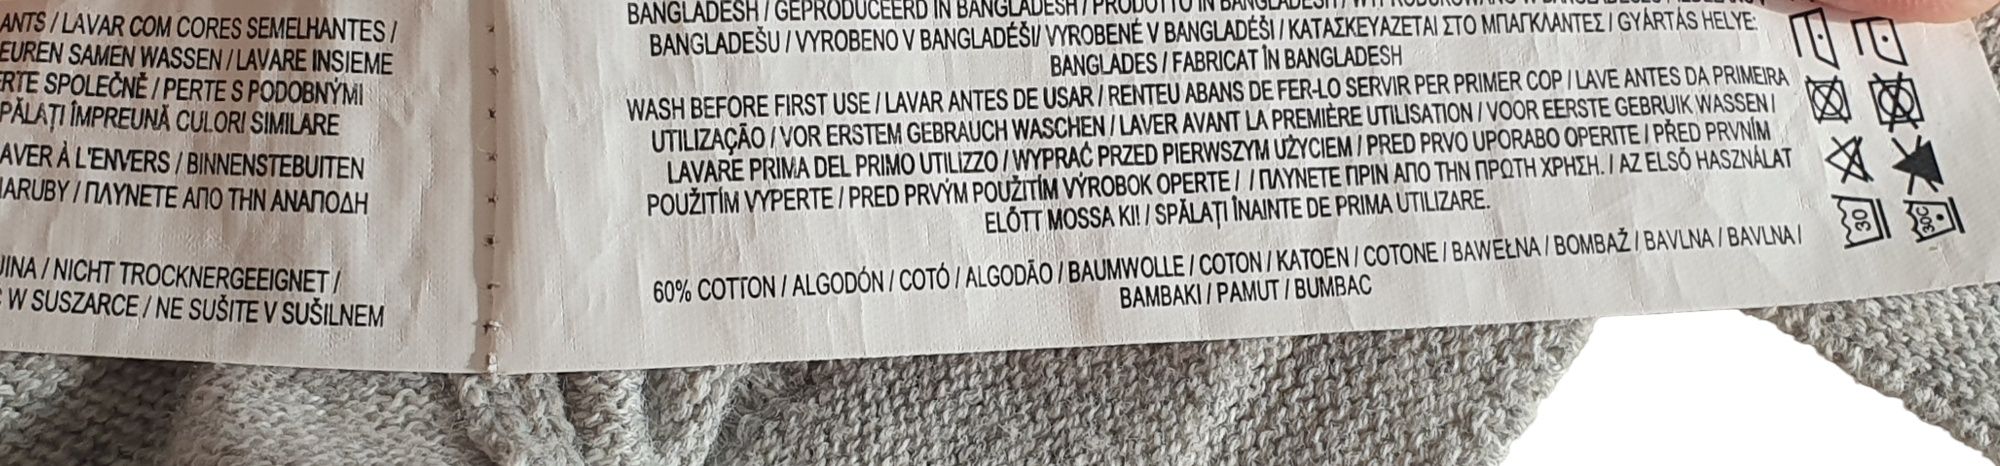 ANTS / LAVAR COM CORES SEMELHANTES /
EUREN SAMEN WASSEN / LAVARE INSIEME
RTE SPOLEČNĚ / PERTE S PODOBNÝMI
PĂLAȚI ÎMPREUNĂ CULORI SIMILARE
AVER À L'ENVERS / BINNENSTEBUITEN
ARUBY / ΠΛΥΝΕΤΕ ΑΠΟ ΤΗΝ ΑΝΑΠΟΔΗ
INA / NICHT TROCKNERGEEIGNET /
W SUSZARCE / NE SUŠITE V SUŠILNEM
BANGLADESH / GEPRODUCEERD IN BANGLADESH / PRODOTTO IN BANGLADESH /
BANGLADEŠU / VYROBENO V BANGLADÉŠI/ VYROBENÉ V BANGLADÉŠI / ΚΑΤΑΣΚΕΥΑΖΕΤΑΙ ΣΤΟ ΜΠΑΓΚΛΑΝΤΕΣ / GYÁRTÁS HELYE:
BANGLADES / FABRICAT ÎN BANGLADESH
WASH BEFORE FIRST USE / LAVAR ANTES DE USAR / RENTEU ABANS DE FER-LO SERVIR PER PRIMER COP / LAVE ANTES DA PRIMEIRA
UTILIZAÇÃO / VOR ERSTEM GEBRAUCH WASCHEN / LAVER AVANT LA PREMIÈRE UTILISATION / VOOR EERSTE GEBRUIK WASSEN /
LAVARE PRIMA DEL PRIMO UTILIZZO / WYPRAĆ PRZED PIERWSZYM UŻYCIEM / PRED PRVO UPORABO OPERITE / PŘED PRVNÍM
POUŽITÍM VYPERTE / PRED PRVÝM POUŽITÍM VÝROBOK OPERTE / / ΠΛΥΝΕΤΕ ΠΡΙΝ ΑΠΟ ΤΗΝ ΠΡΩΤΗ ΧΡΗΣΗ. / AZ ELSŐ HASZNÁLAT
ELŐTT MOSSA KI! / SPĂLAȚI ÎNAINTE DE PRIMA UTILIZARE.
60% COTTON / ALGODÓN / COTÓ / ALGODÃO / BAUMWOLLE / COTON / KATOEN / COTONE / BAWEŁNA / BOMBAŽ / BAVLNA / BAVLNA /
BAMBAKI / PAMUT / BUMBAC
30
30C